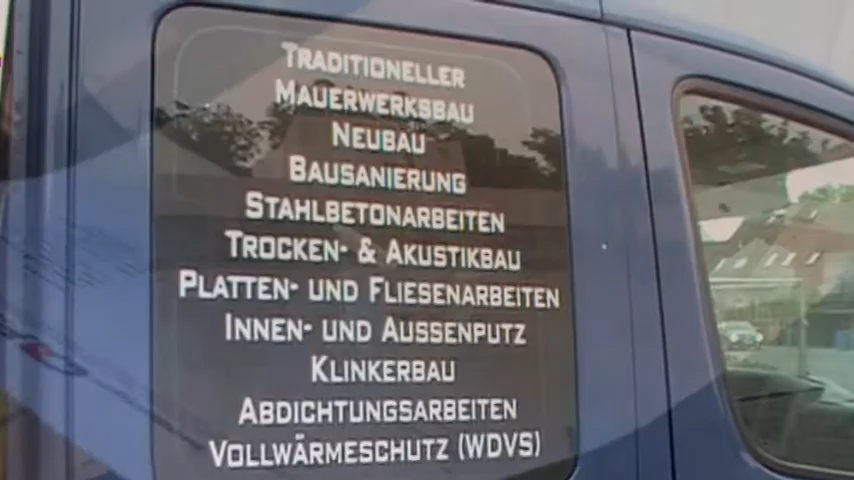 TRADITIONELLER
MAUERWERKSBAU
NEUBAU
BAUSANIERUNG
STAHLBETONARBEITEN
TROCKEN- & AKUSTIKBAU
PLATTEN- UND FLIESENARBEITEN
INNEN- UND AUSSENPUTZ
KLINKERBAU
ABDICHTUNGSARBEITEN
VOLLWÄRMESCHUTZ (WDVS)